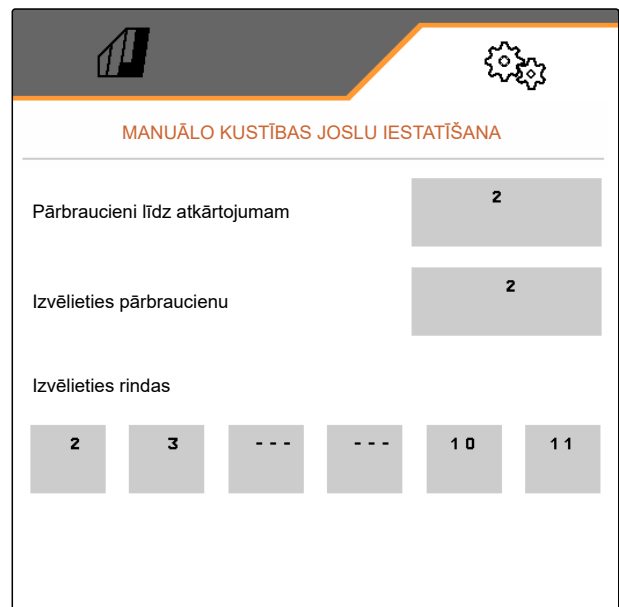 MANUĀLO KUSTĪBAS JOSLU IESTATĪŠANA
Pārbraucieni līdz atkārtojumam 2
Izvēlieties pārbraucienu 2
Izvēlieties rindas
2 3 --- --- 10 11